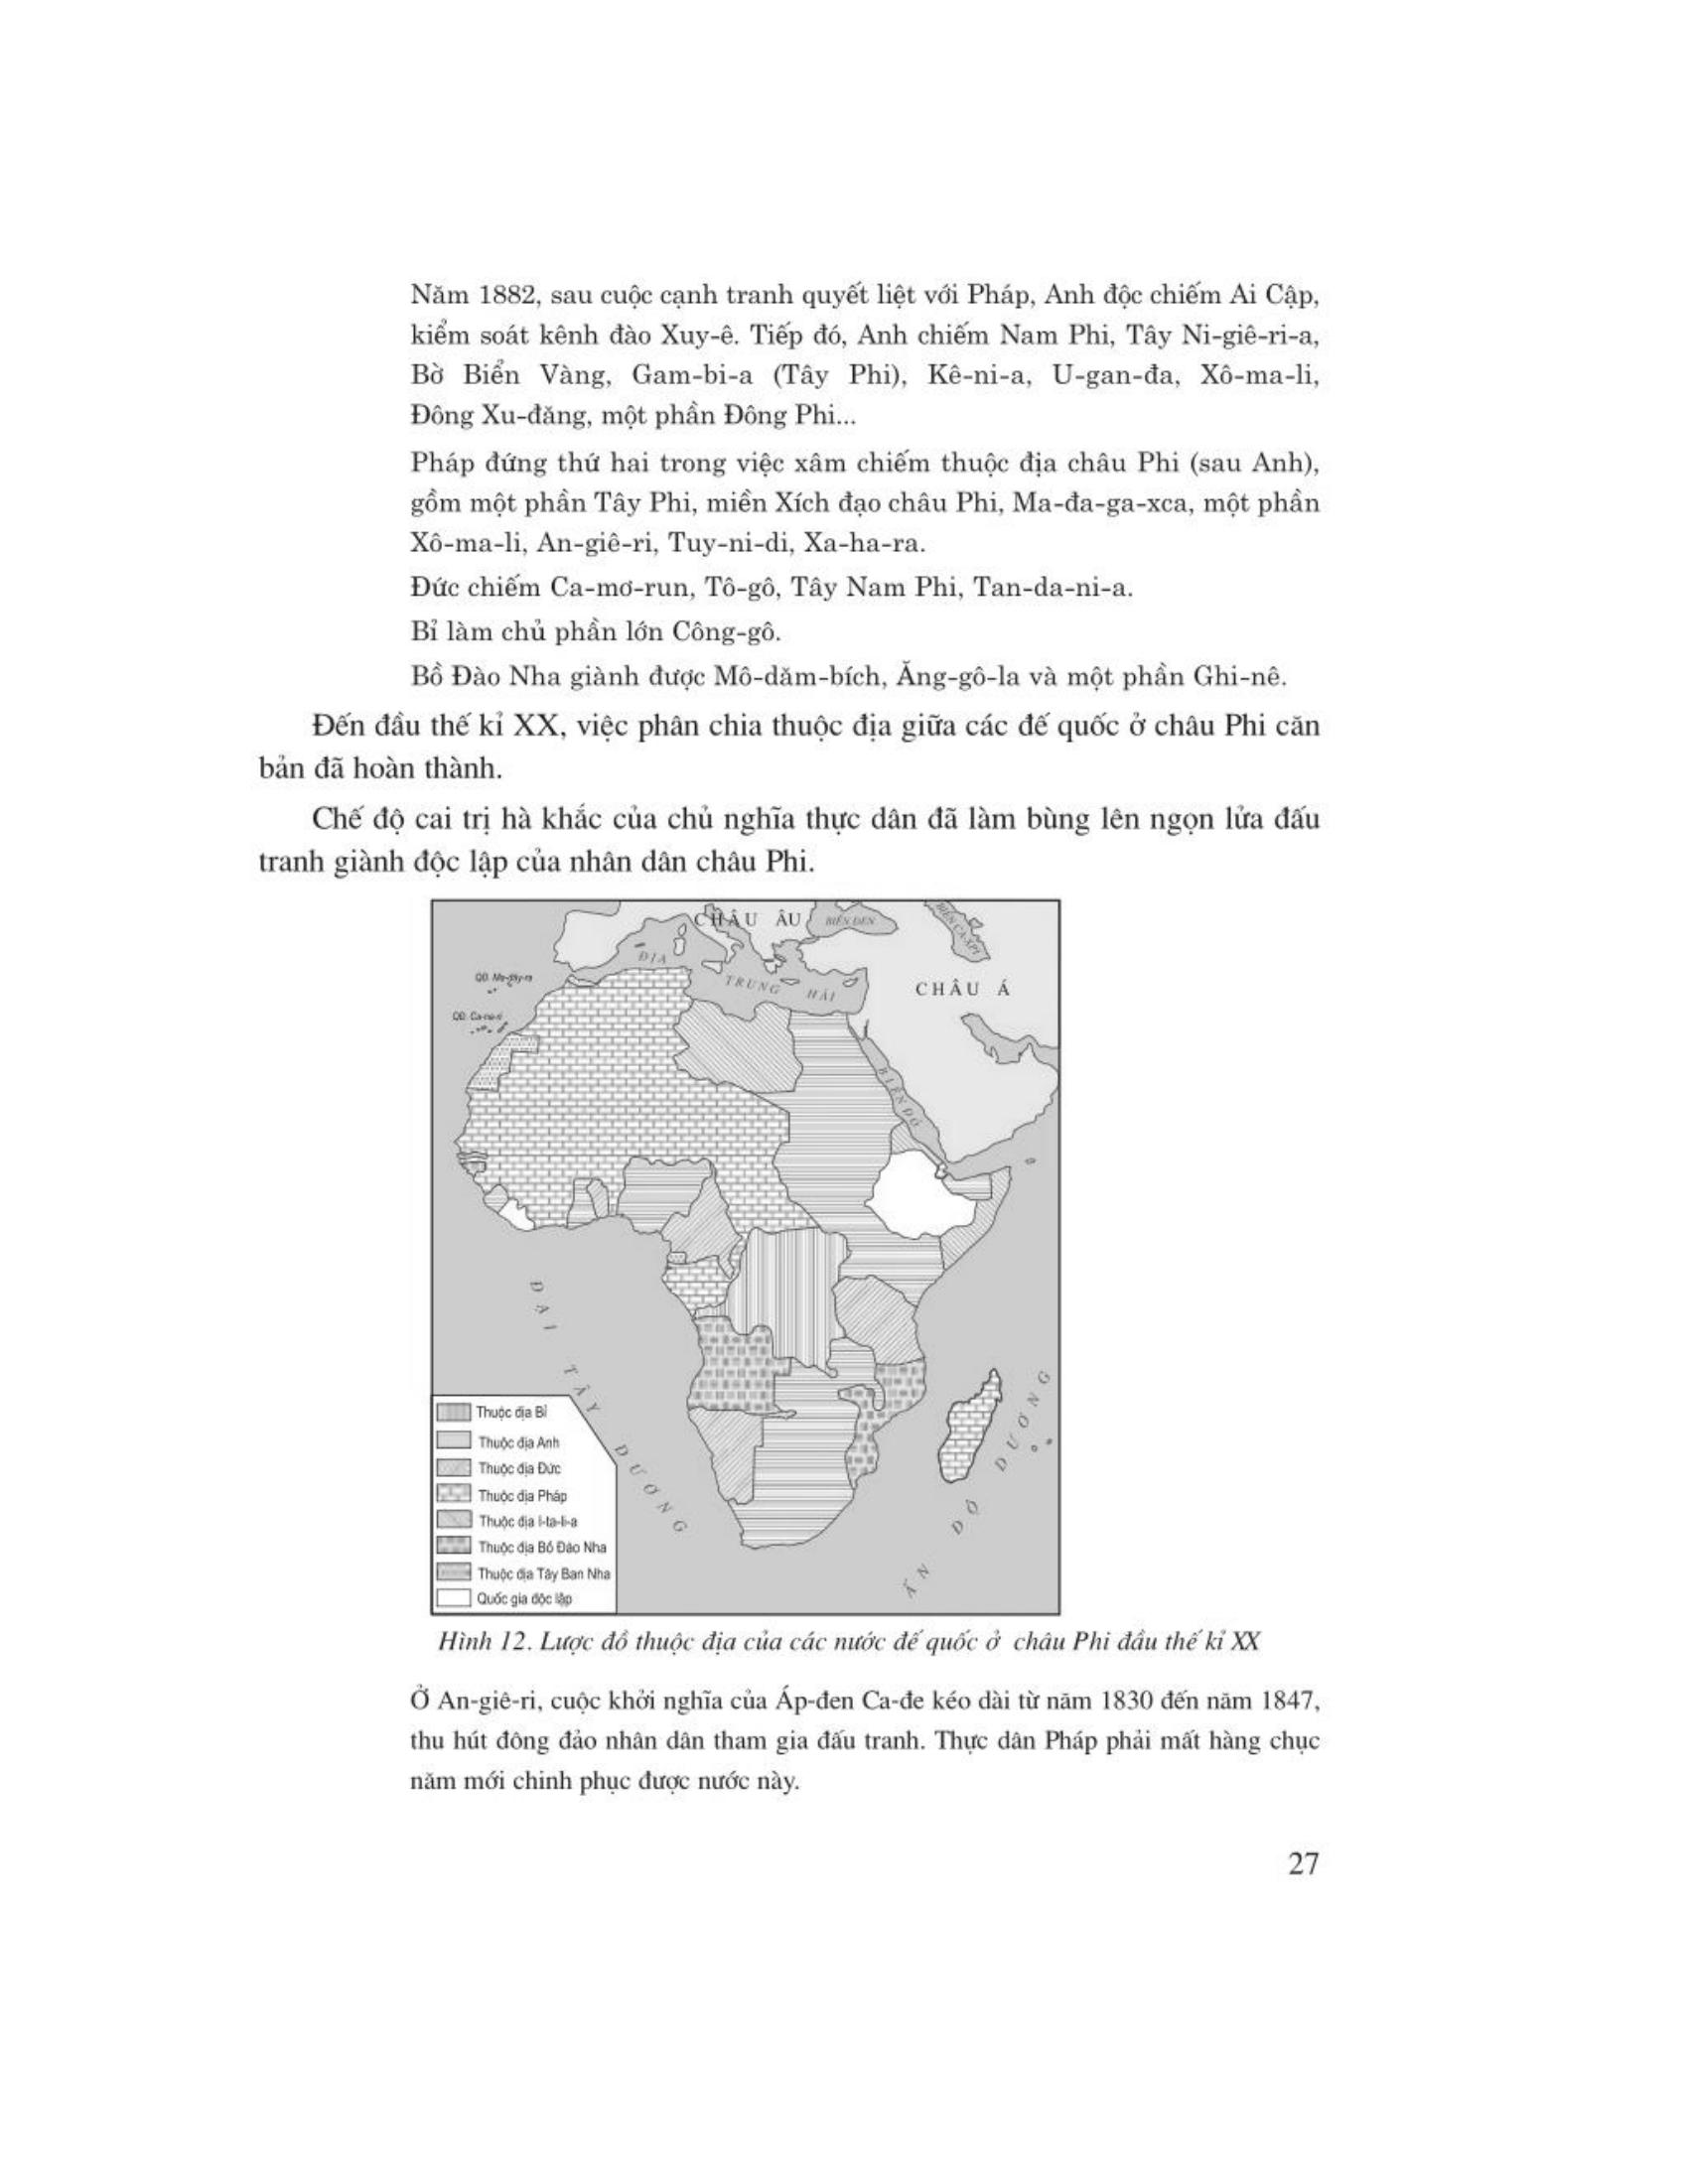 Năm 1882, sau cuộc cạnh tranh quyết liệt với Pháp, Anh độc chiếm Ai Cập,
kiểm soát kênh đào Xuy-ê. Tiếp đó, Anh chiếm Nam Phi, Tây Ni-giê-ri-a,
Bờ Biển Vàng, Gam-bi-a (Tây Phi), Kê-ni-a, U-gan-đa, Xô-ma-li,
Đông Xu-đăng, một phần Đông Phi...
Pháp đứng thứ hai trong việc xâm chiếm thuộc địa châu Phi (sau Anh),
gồm một phần Tây Phi, miền Xích đạo châu Phi, Ma-đa-ga-xca, một phần
Xô-ma-li, An-giê-ri, Tuy-ni-di, Xa-ha-ra.
Đức chiếm Ca-mơ-run, Tô-gô, Tây Nam Phi, Tan-da-ni-a.
Bỉ làm chủ phần lớn Công-gô.
Bồ Đào Nha giành được Mô-dăm-bích, Ăng-gô-la và một phần Ghi-nê.
Đến đầu thế kỉ XX, việc phân chia thuộc địa giữa các đế quốc ở châu Phi căn
bản đã hoàn thành.
Chế độ cai trị hà khắc của chủ nghĩa thực dân đã làm bùng lên ngọn lửa đấu
tranh giành độc lập của nhân dân châu Phi.
CHÂU ÂU
BIỂN ĐEN
BIỂN CA-XPI
ĐỊA TRUNG HẢI
CHÂU Á
QĐ. Ma-đây-ra
QĐ. Ca-na-ri
BIỂN ĐỎ
ĐẠI TÂY DƯƠNG
ẤN ĐỘ DƯƠNG
Thuộc địa Bỉ
Thuộc địa Anh
Thuộc địa Đức
Thuộc địa Pháp
Thuộc địa I-ta-li-a
Thuộc địa Bồ Đào Nha
Thuộc địa Tây Ban Nha
Quốc gia độc lập
Hình 12. Lược đồ thuộc địa của các nước đế quốc ở châu Phi đầu thế kỉ XX
Ở An-giê-ri, cuộc khởi nghĩa của Áp-đen Ca-đe kéo dài từ năm 1830 đến năm 1847,
thu hút đông đảo nhân dân tham gia đấu tranh. Thực dân Pháp phải mất hàng chục
năm mới chinh phục được nước này.
27